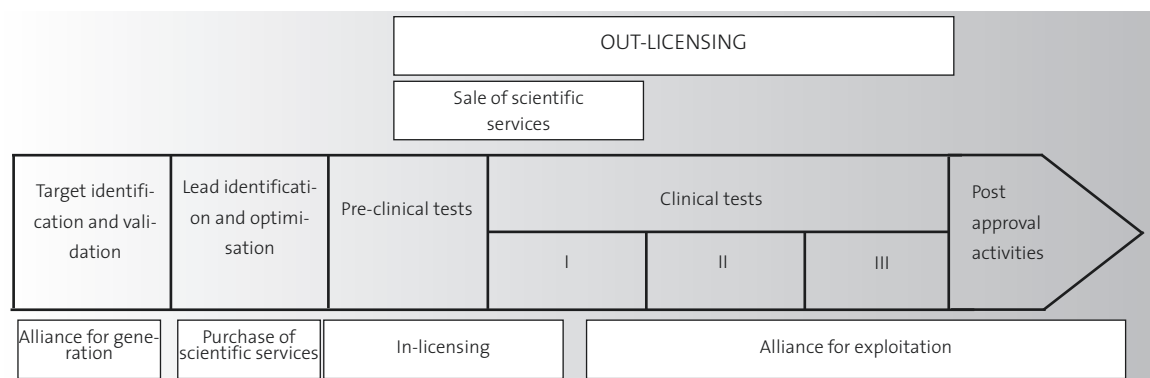 OUT-LICENSING
Sale of scientific
services
Target identifi-
cation and vali-
dation
Lead identificati-
on and optimi-
sation
Pre-clinical tests
Clinical tests
I
II
III
Post
approval
activities
Alliance for gene-
ration
Purchase of
scientific services
In-licensing
Alliance for exploitation